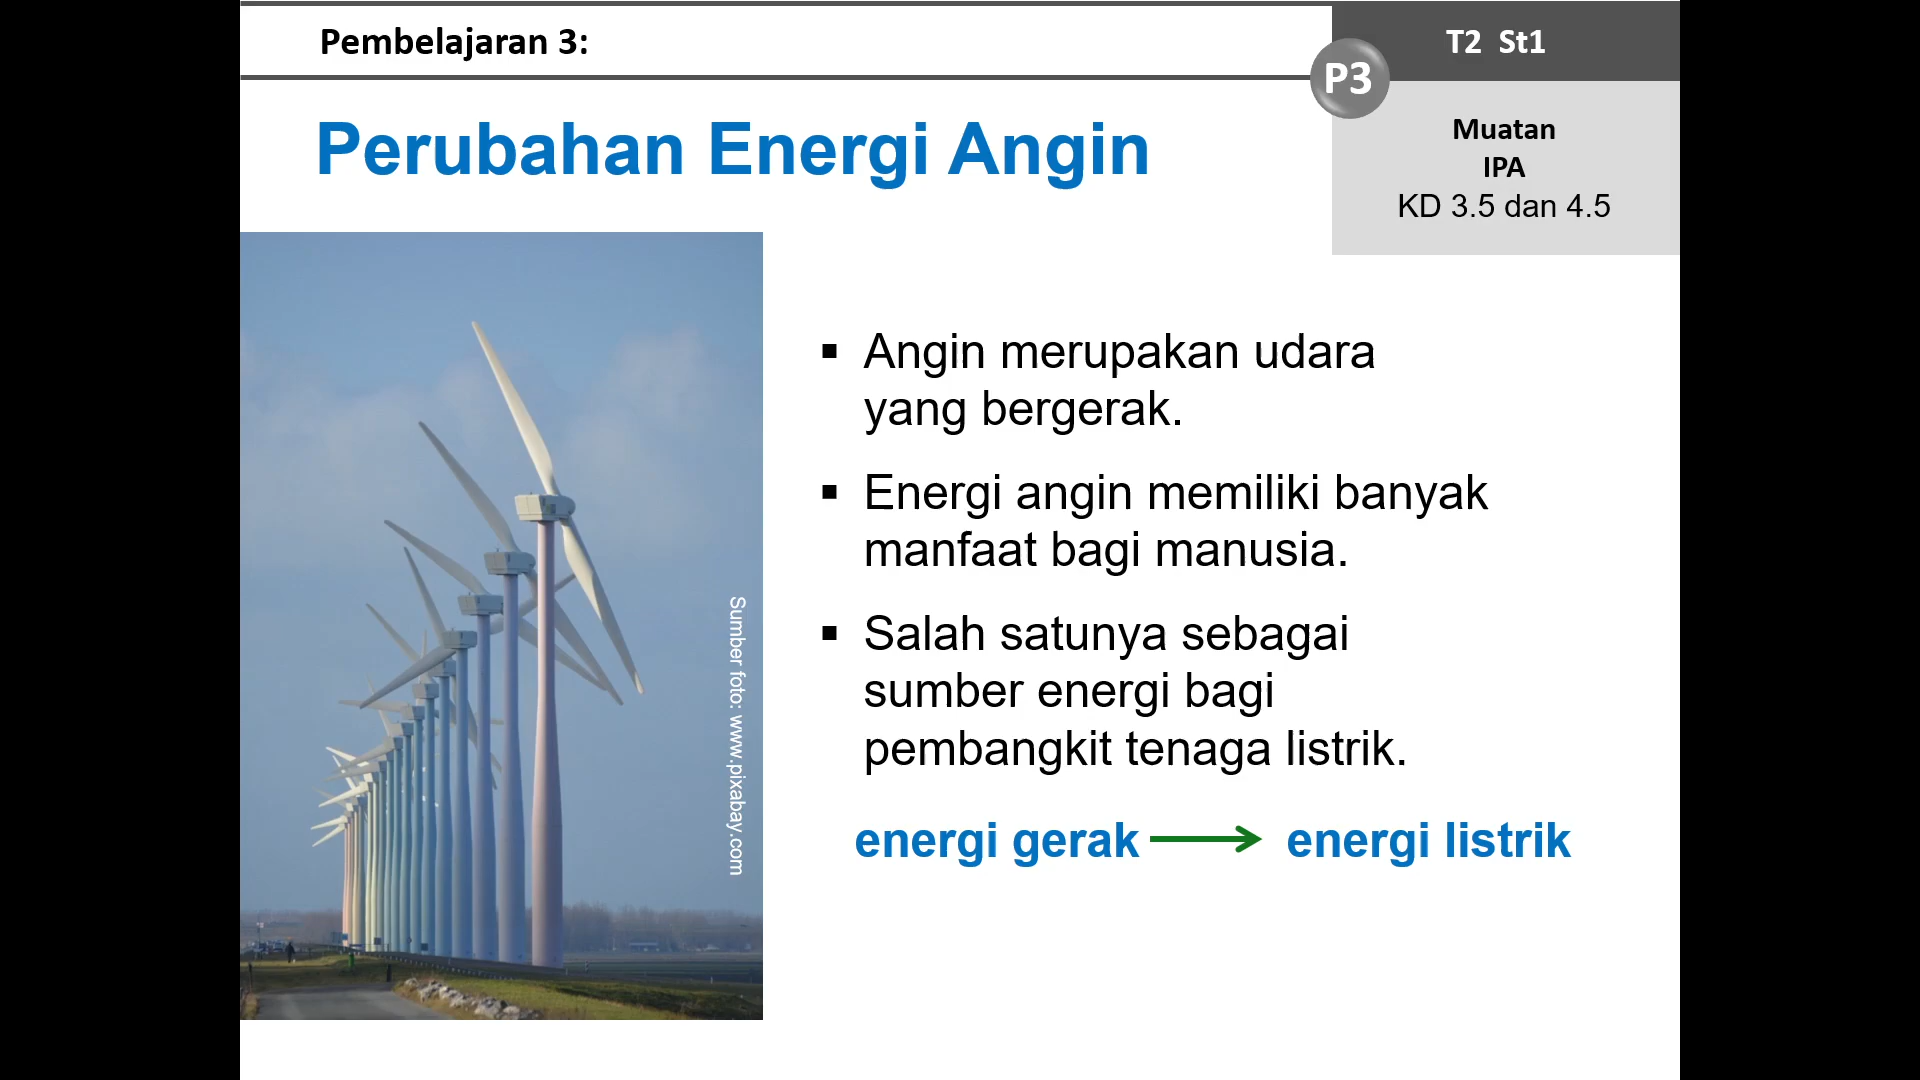 Pembelajaran 3:
T2 St1
P3
Muatan
IPA
KD 3.5 dan 4.5
Perubahan Energi Angin
Sumber foto: www.pixabay.com
▪ Angin merupakan udara
yang bergerak.
▪ Energi angin memiliki banyak
manfaat bagi manusia.
▪ Salah satunya sebagai
sumber energi bagi
pembangkit tenaga listrik.
energi gerak → energi listrik